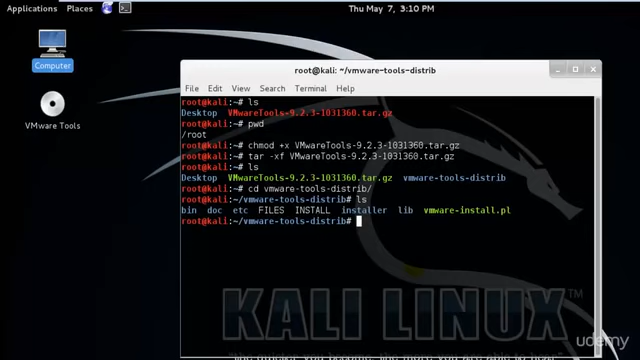 Applications Places Thu May 7, 3:10 PM
Computer
VMware Tools
root@kali: ~/vmware-tools-distrib
File Edit View Search Terminal Help
root@kali:~# ls
Desktop VMwareTools-9.2.3-1031360.tar.gz
root@kali:~# pwd
/root
root@kali:~# chmod +x VMwareTools-9.2.3-1031360.tar.gz
root@kali:~# tar -xf VMwareTools-9.2.3-1031360.tar.gz
root@kali:~# ls
Desktop VMwareTools-9.2.3-1031360.tar.gz vmware-tools-distrib
root@kali:~# cd vmware-tools-distrib/
root@kali:~/vmware-tools-distrib# ls
bin doc etc FILES INSTALL installer lib vmware-install.pl
root@kali:~/vmware-tools-distrib#
KALI LINUX™
udemy